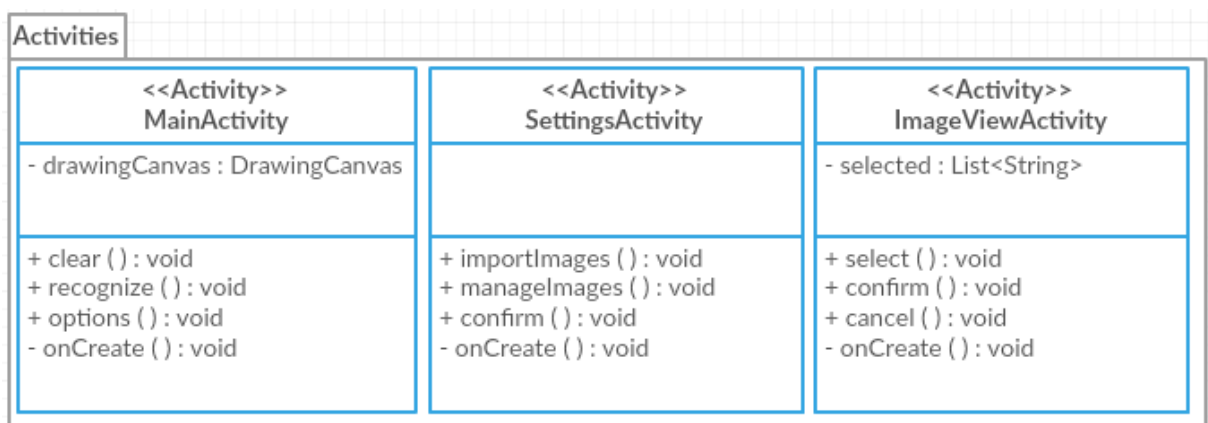 Activities
<<Activity>>
MainActivity
- drawingCanvas : DrawingCanvas
+ clear ( ) : void
+ recognize ( ) : void
+ options ( ) : void
- onCreate ( ) : void
<<Activity>>
SettingsActivity
+ importImages ( ) : void
+ manageImages ( ) : void
+ confirm ( ) : void
- onCreate ( ) : void
<<Activity>>
ImageViewActivity
- selected : List<String>
+ select ( ) : void
+ confirm ( ) : void
+ cancel ( ) : void
- onCreate ( ) : void